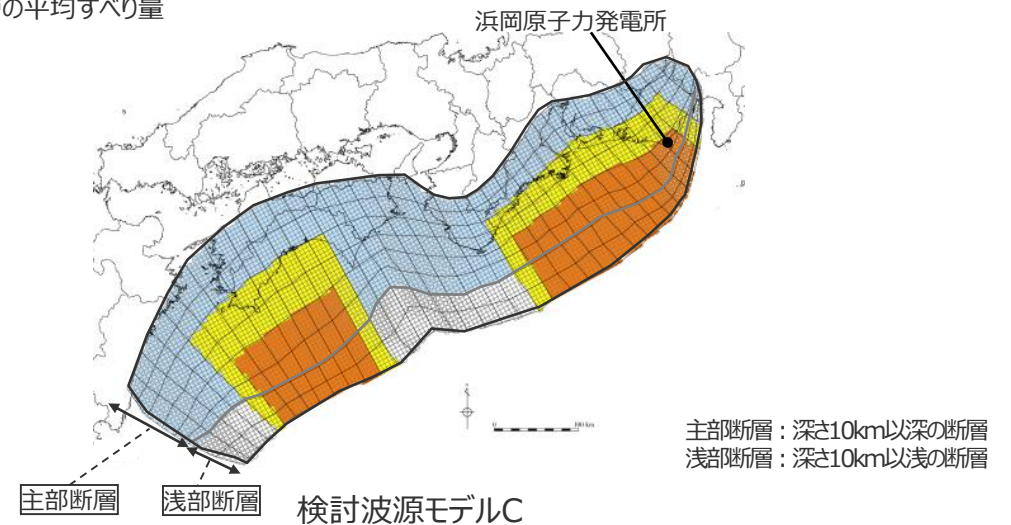 の平均すべり量
浜岡原子力発電所
0 100 km
主部断層：深さ10km以深の断層
浅部断層：深さ10km以浅の断層
主部断層
浅部断層
検討波源モデルC